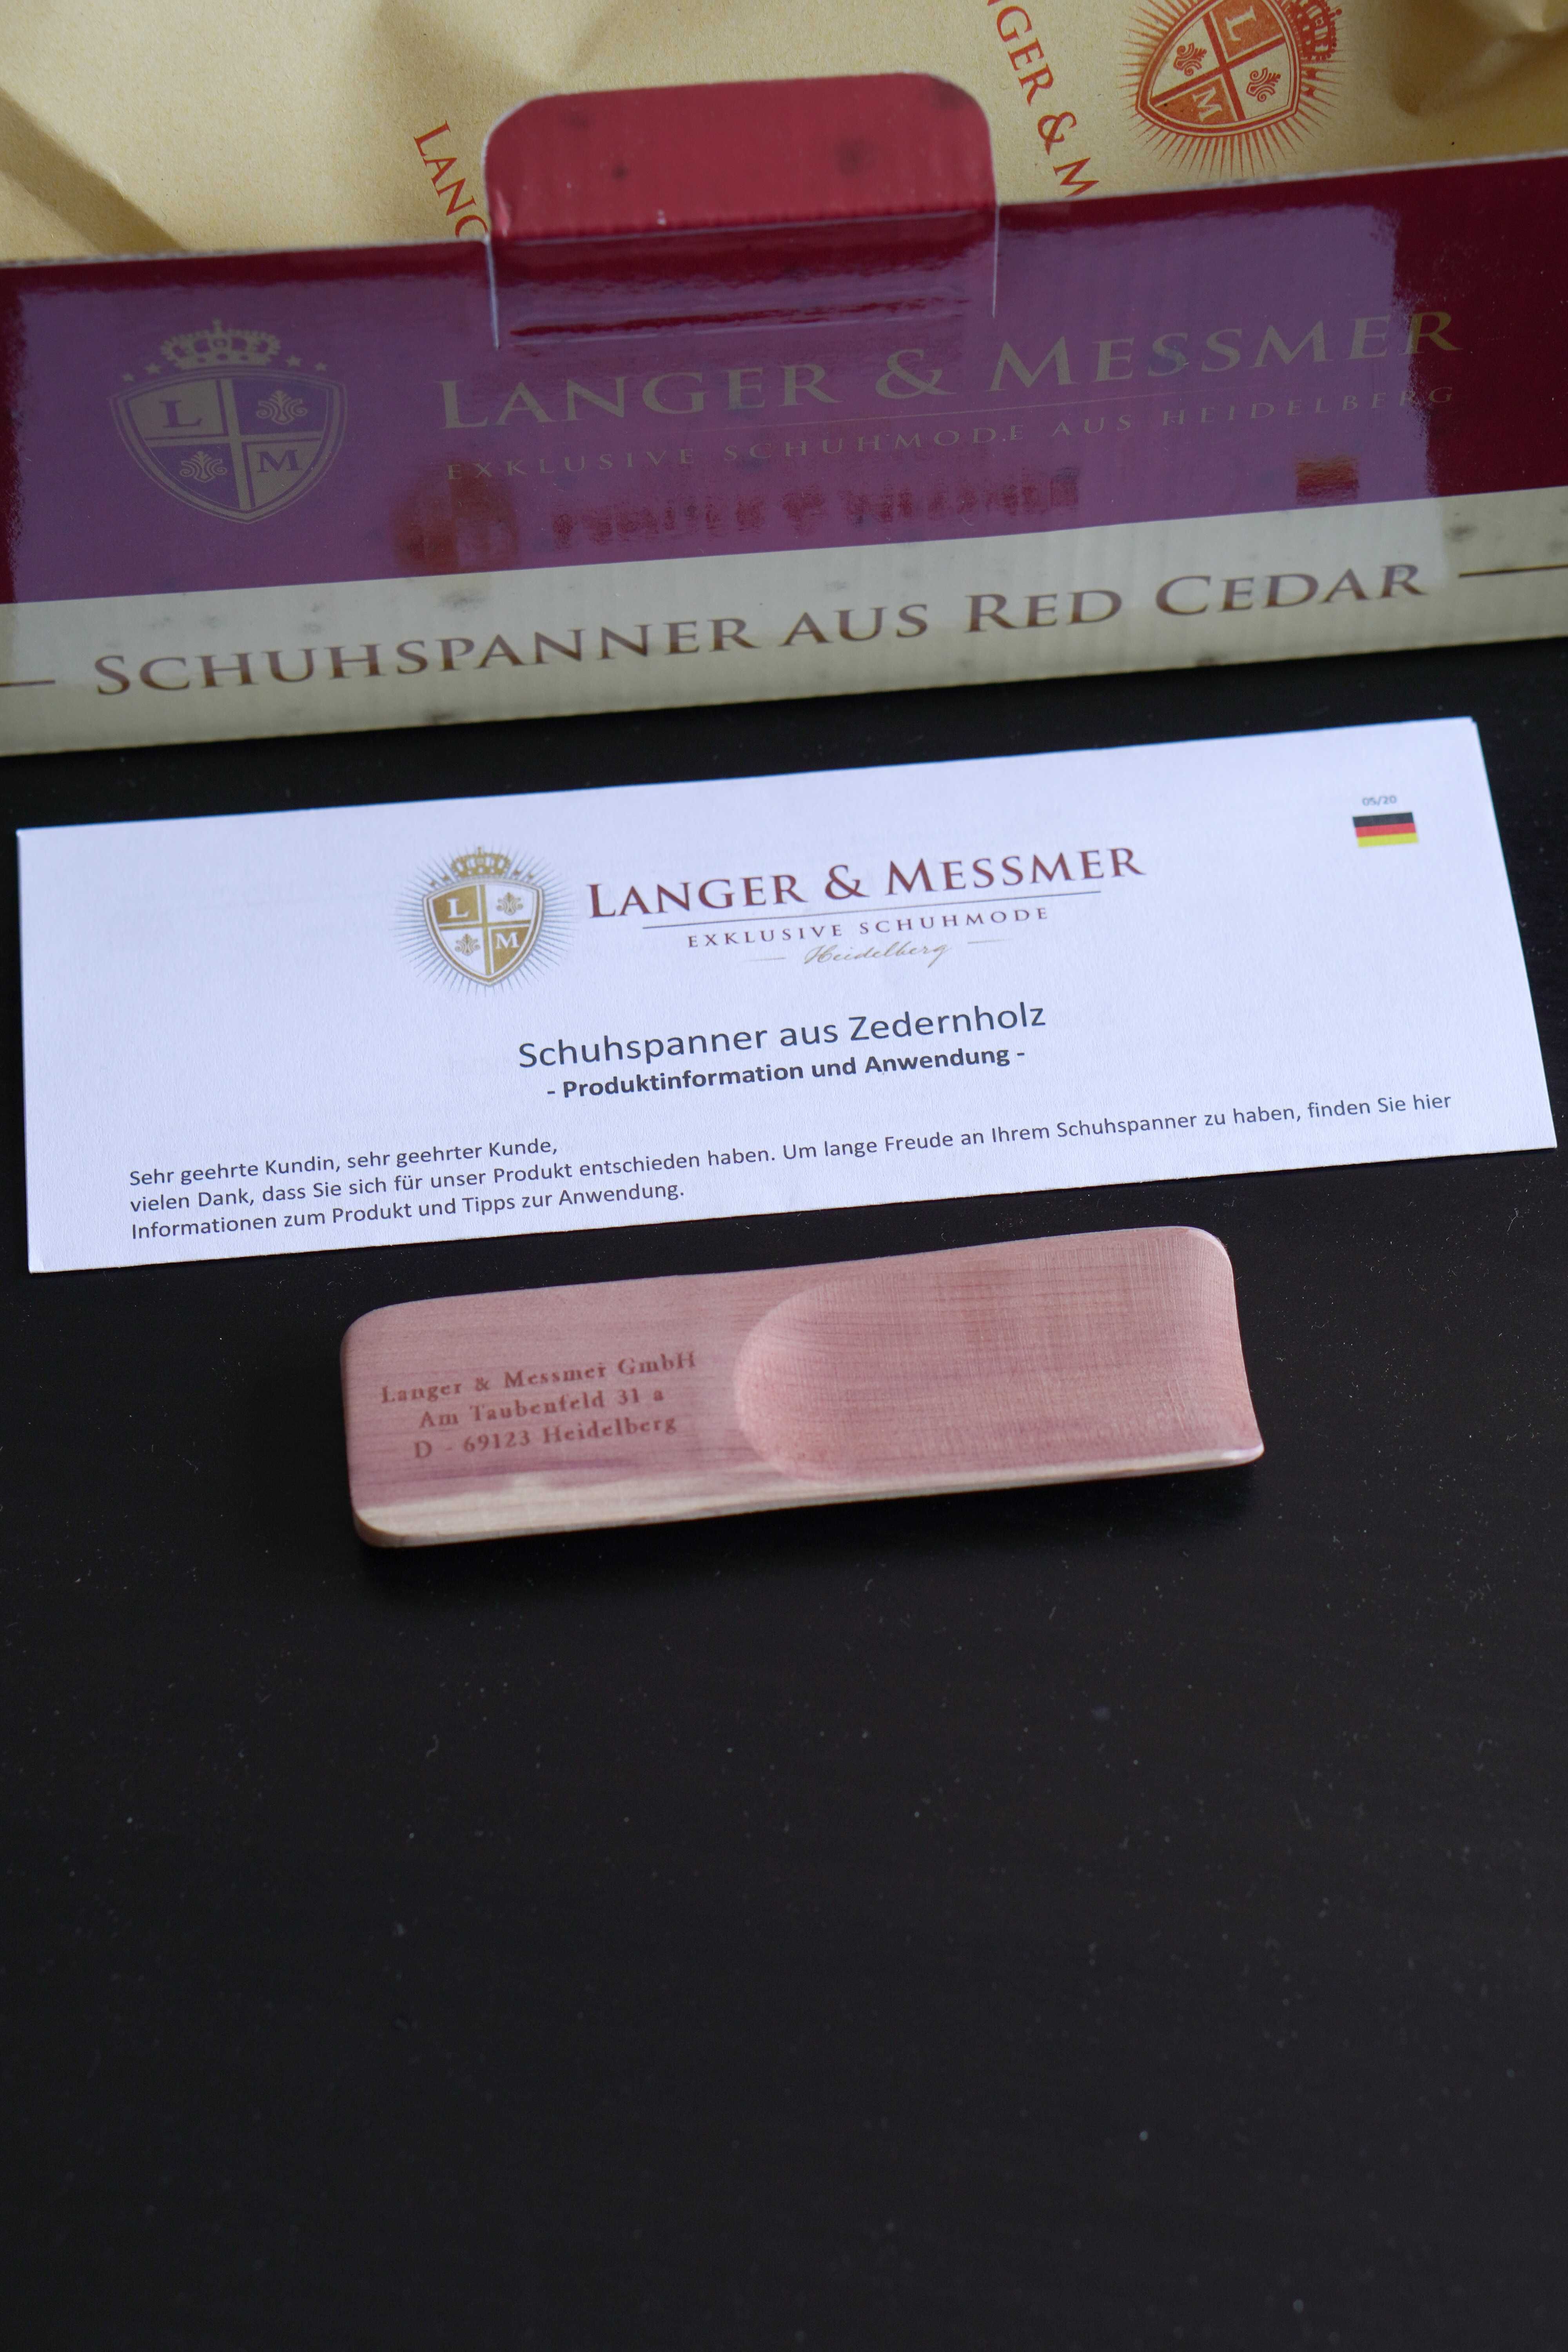 LANG
NGER & M
L
M
L
M
LANGER & MESSMER
EXKLUSIVE SCHUHMODE AUS HEIDELBERG
SCHUHSPANNER AUS RED CEDAR
05/20
L
M
LANGER & MESSMER
EXKLUSIVE SCHUHMODE
Heidelberg
Schuhspanner aus Zedernholz
- Produktinformation und Anwendung -
Sehr geehrte Kundin, sehr geehrter Kunde,
vielen Dank, dass Sie sich für unser Produkt entschieden haben. Um lange Freude an Ihrem Schuhspanner zu haben, finden Sie hier
Informationen zum Produkt und Tipps zur Anwendung.
Langer & Messmer GmbH
Am Taubenfeld 31 a
D - 69123 Heidelberg